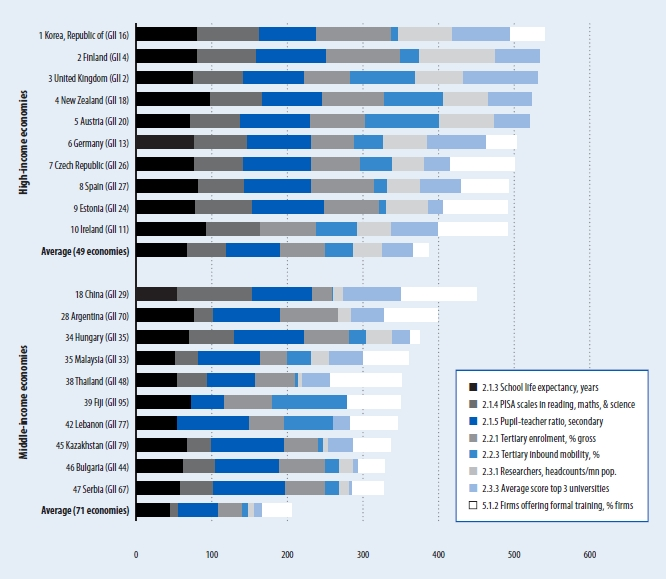 High-income economies
1 Korea, Republic of (GII 16)
2 Finland (GII 4)
3 United Kingdom (GII 2)
4 New Zealand (GII 18)
5 Austria (GII 20)
6 Germany (GII 13)
7 Czech Republic (GII 26)
8 Spain (GII 27)
9 Estonia (GII 24)
10 Ireland (GII 11)
Average (49 economies)
Middle-income economies
18 China (GII 29)
28 Argentina (GII 70)
34 Hungary (GII 35)
35 Malaysia (GII 33)
38 Thailand (GII 48)
39 Fiji (GII 95)
42 Lebanon (GII 77)
45 Kazakhstan (GII 79)
46 Bulgaria (GII 44)
47 Serbia (GII 67)
Average (71 economies)
2.1.3 School life expectancy, years
2.1.4 PISA scales in reading, maths, & science
2.1.5 Pupil-teacher ratio, secondary
2.2.1 Tertiary enrolment, % gross
2.2.3 Tertiary inbound mobility, %
2.3.1 Researchers, headcounts/mn pop.
2.3.3 Average score top 3 universities
5.1.2 Firms offering formal training, % firms
0 100 200 300 400 500 600